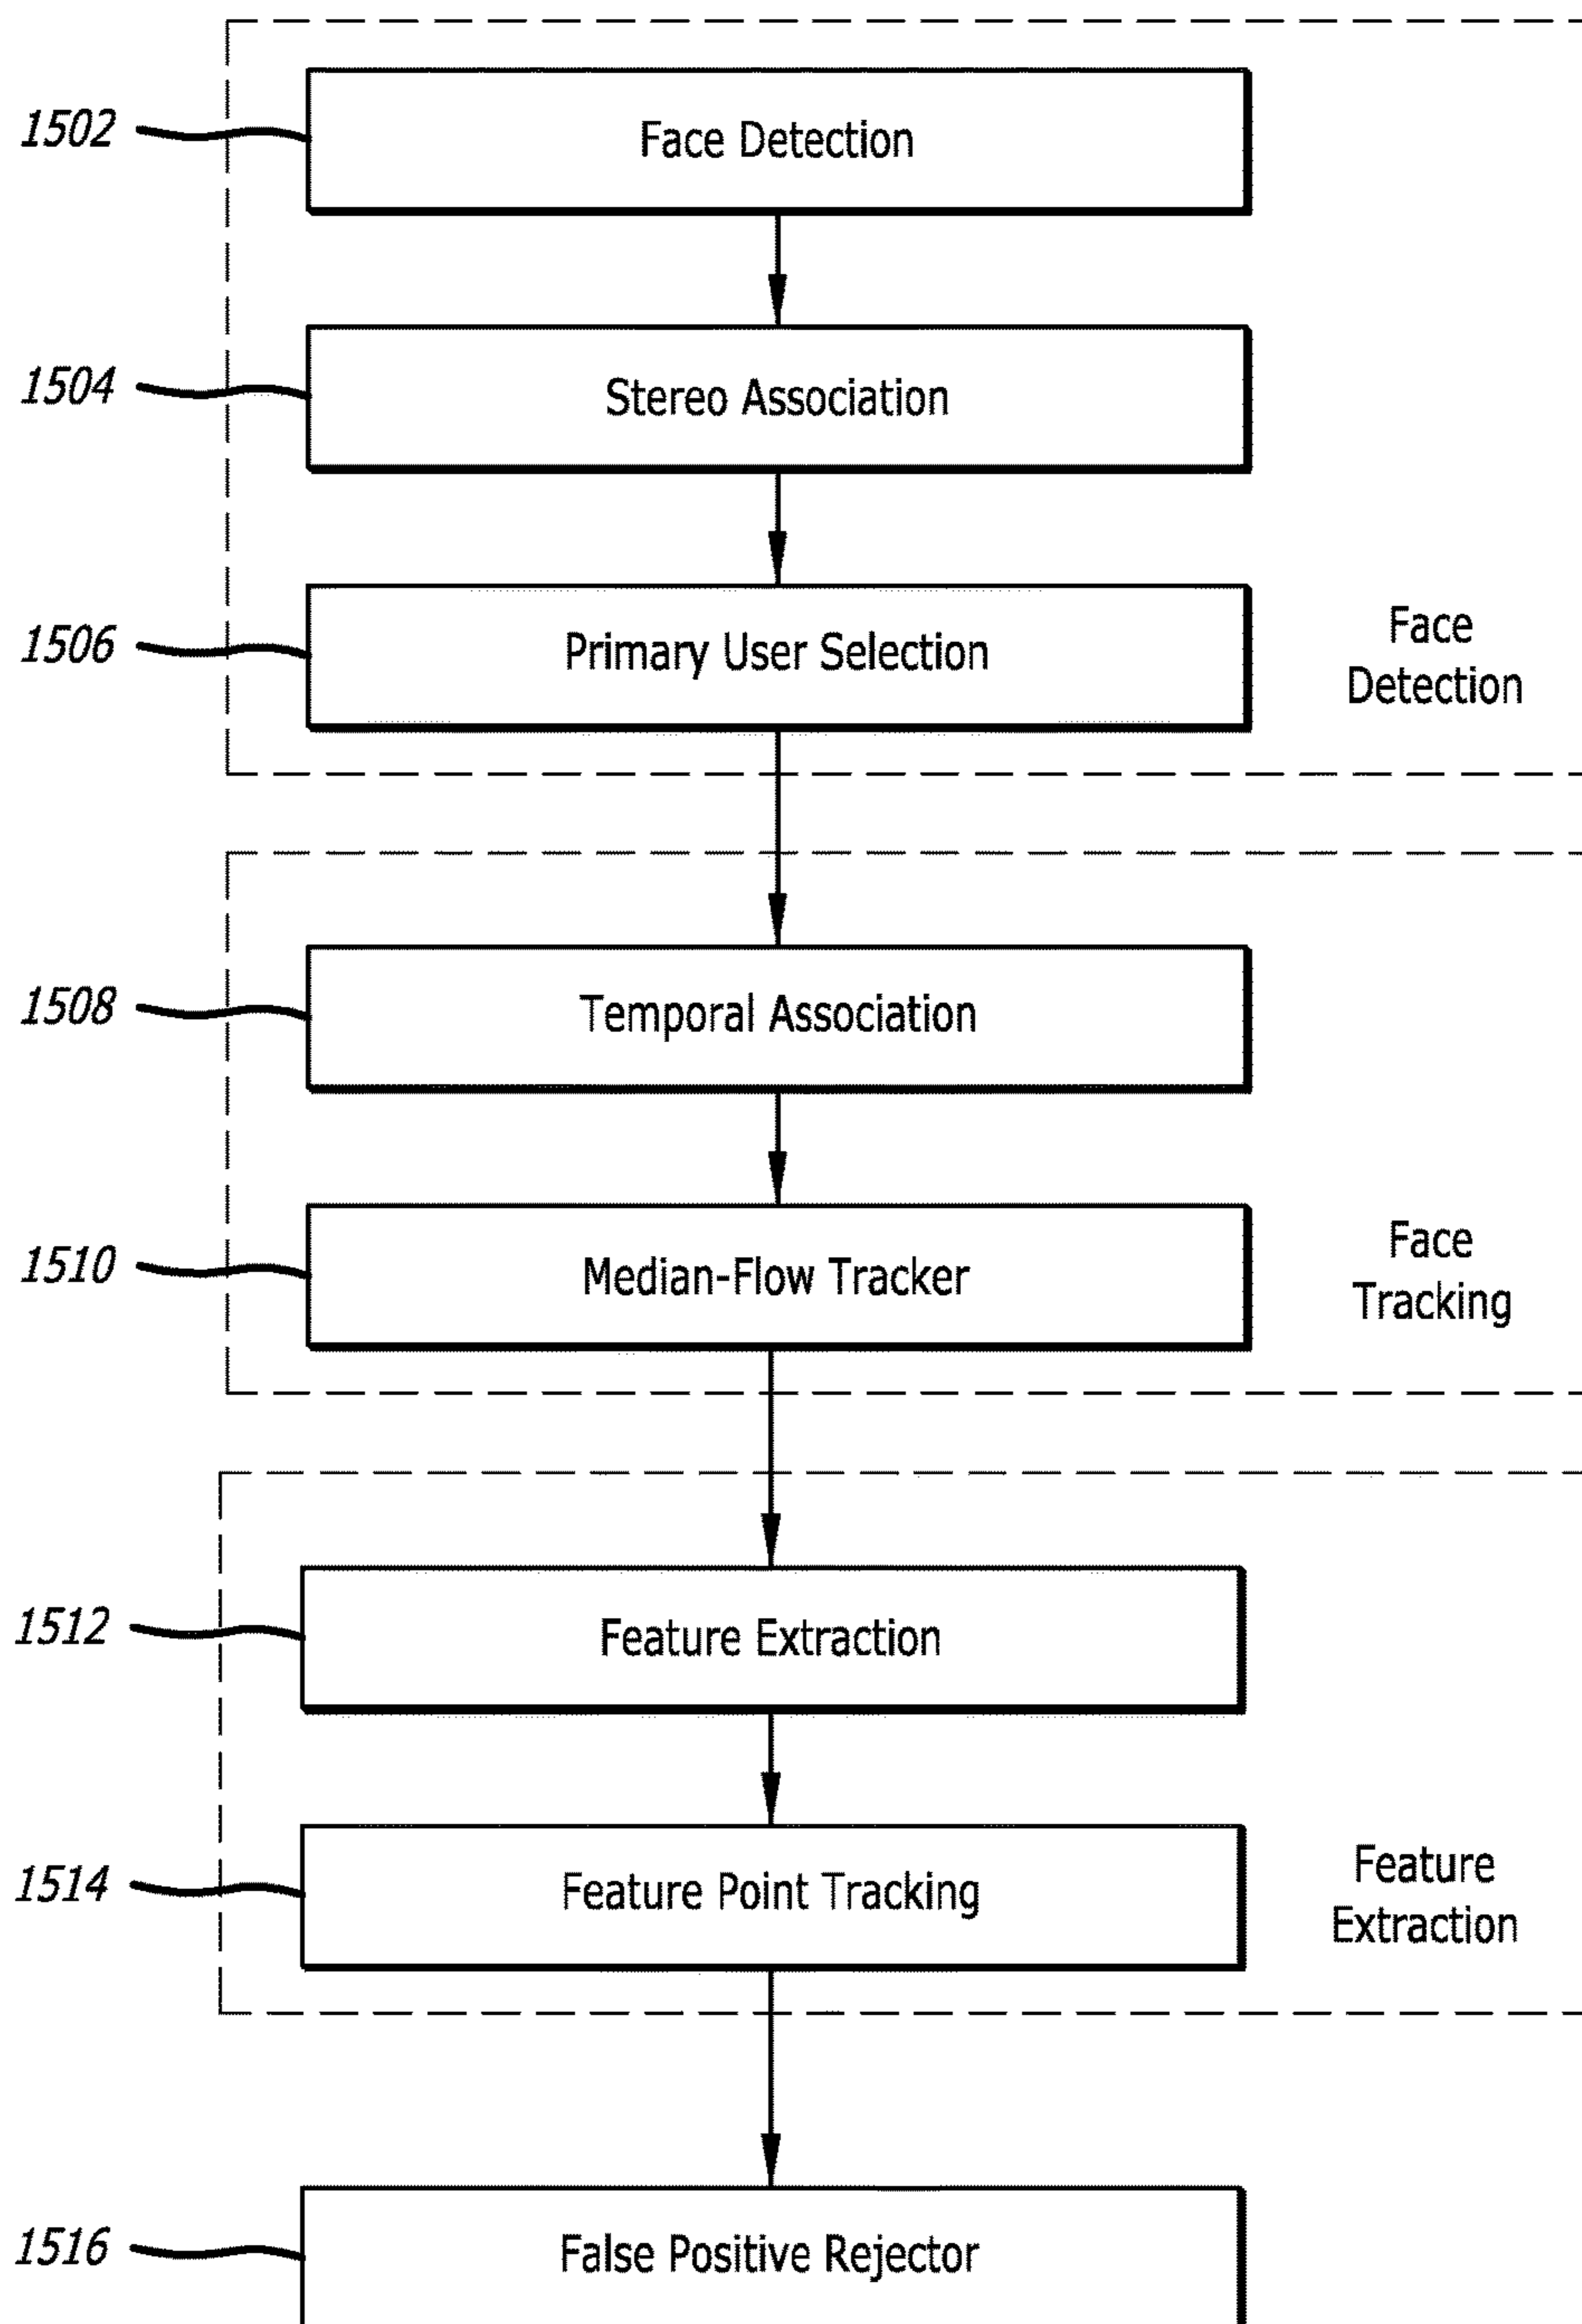 1502
Face Detection
1504
Stereo Association
1506
Primary User Selection
Face
Detection
1508
Temporal Association
1510
Median-Flow Tracker
Face
Tracking
1512
Feature Extraction
1514
Feature Point Tracking
Feature
Extraction
1516
False Positive Rejector